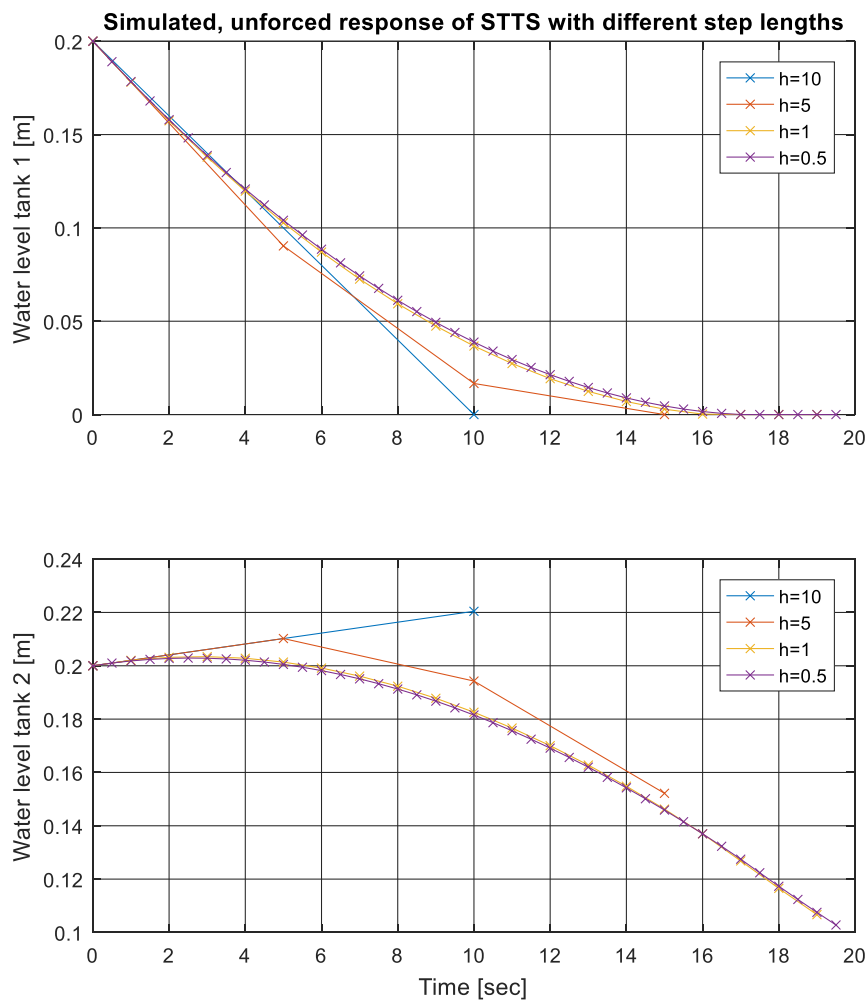 Simulated, unforced response of STTS with different step lengths
Water level tank 1 [m]
0.2
0.15
0.1
0.05
0
0 2 4 6 8 10 12 14 16 18 20
h=10
h=5
h=1
h=0.5
Water level tank 2 [m]
0.24
0.22
0.2
0.18
0.16
0.14
0.12
0.1
0 2 4 6 8 10 12 14 16 18 20
h=10
h=5
h=1
h=0.5
Time [sec]